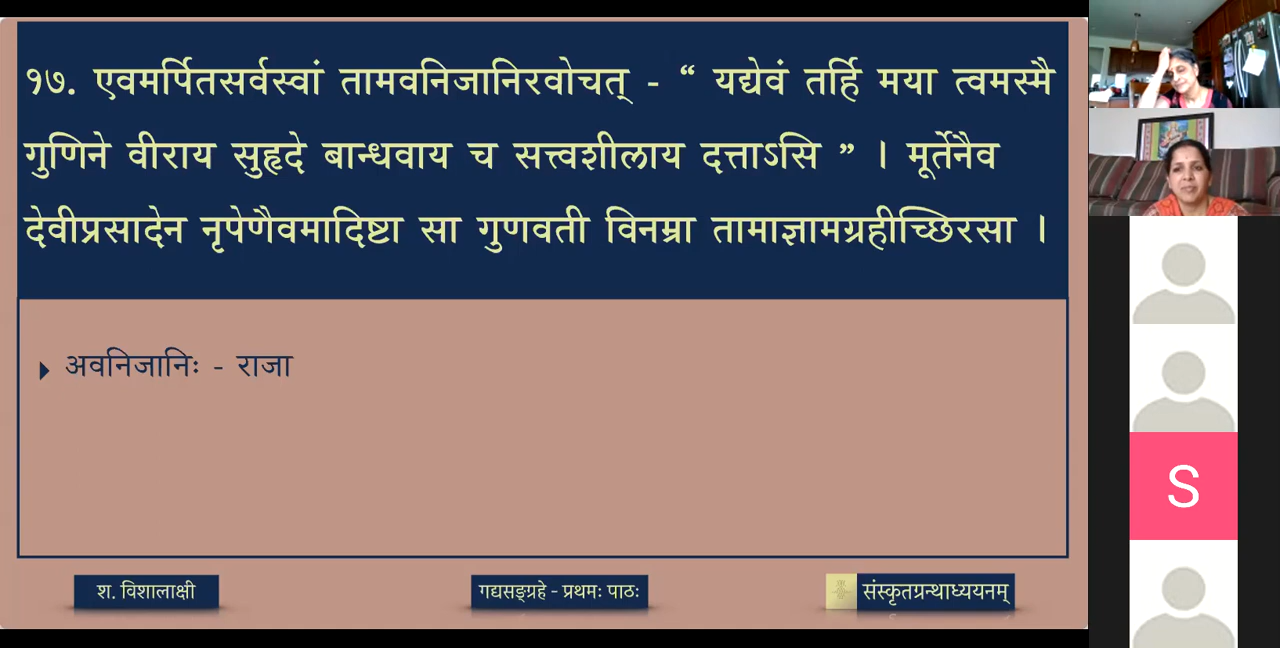 १७. एवमर्पितसर्वस्वां तामवनिजानिरवोचत् - “ यद्येवं तर्हि मया त्वमस्मै
गुणिने वीराय सुहृदे बान्धवाय च सत्त्वशीलाय दत्ताऽसि ” । मूर्तेनैव
देवीप्रसादेन नृपेणैवमादिष्टा सा गुणवती विनम्रा तामाज्ञामग्रहीच्छिरसा ।
अवनिजानिः - राजा
S
श. विशालाक्षी
गद्यसङ्ग्रहे - प्रथमः पाठः
संस्कृतग्रन्थाध्ययनम्